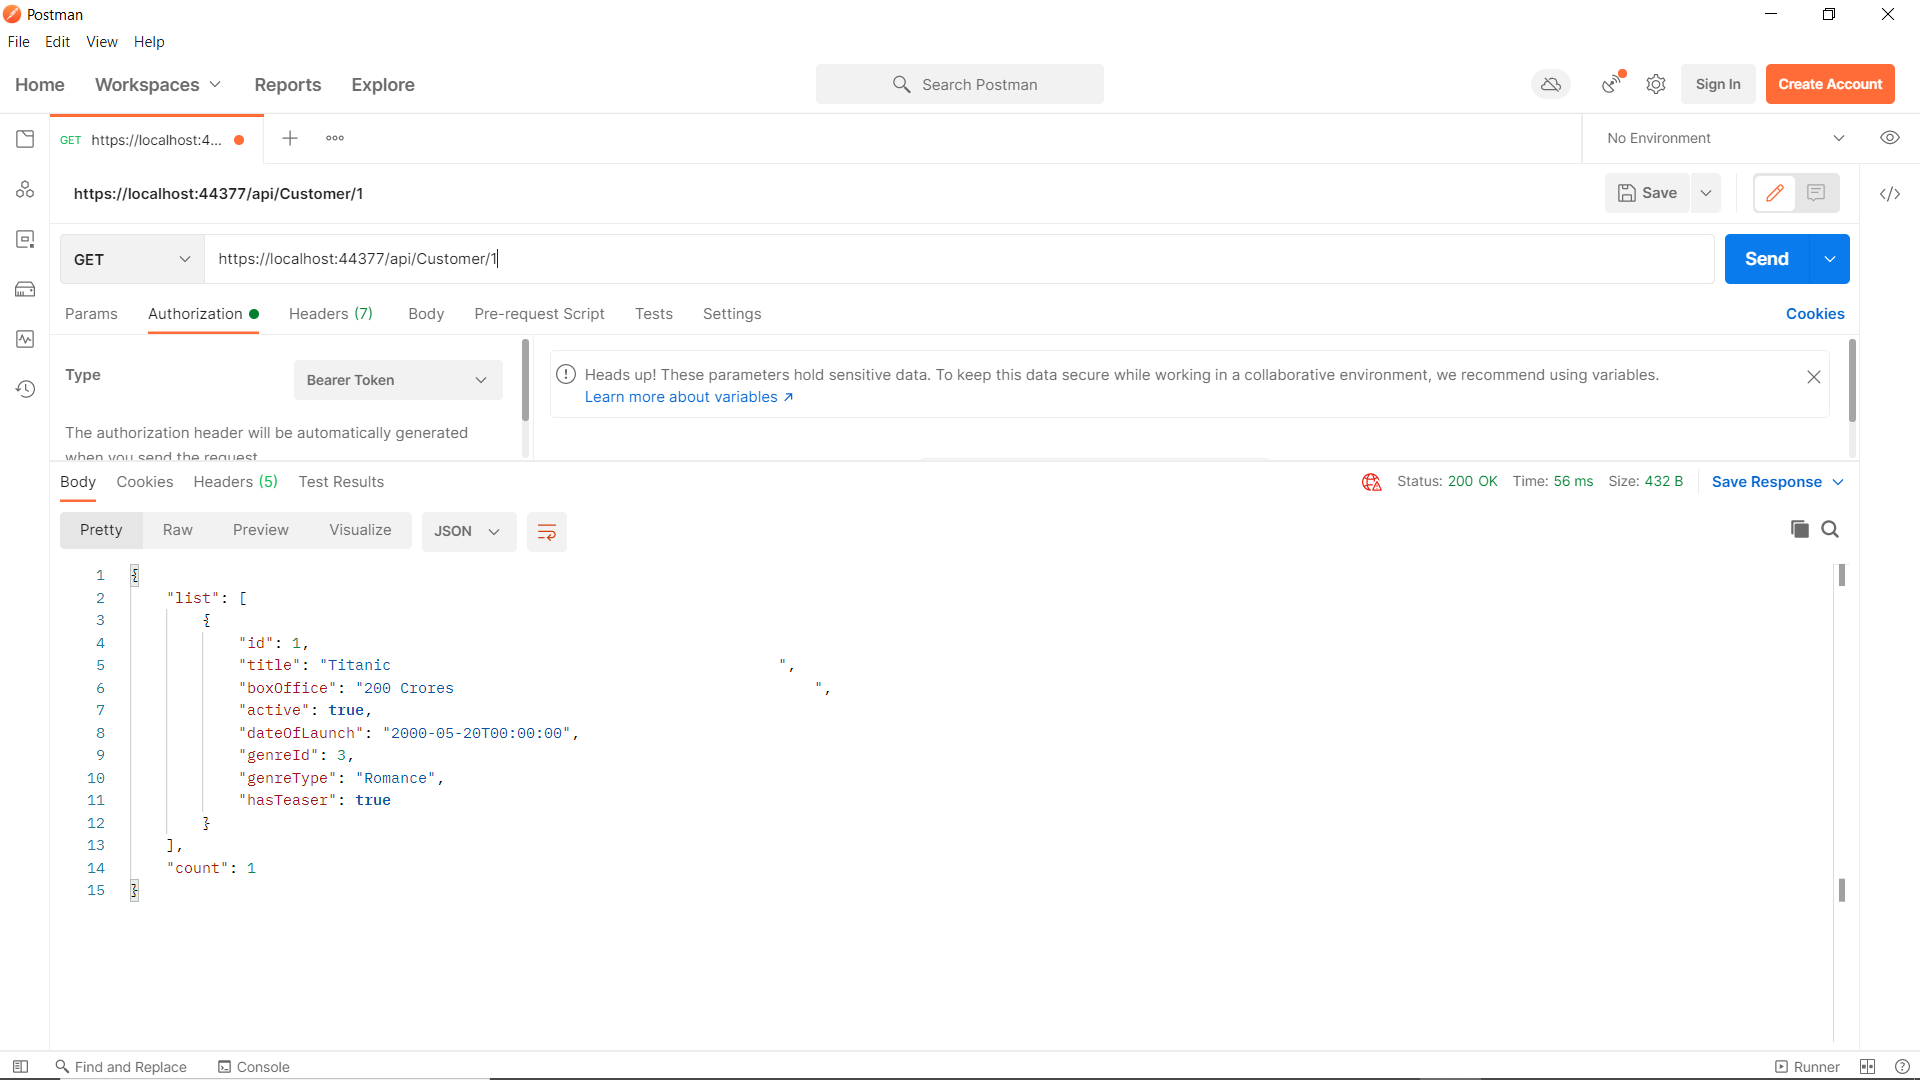 Postman
File Edit View Help
Home Workspaces Reports Explore Search Postman Sign In Create Account
GET https://localhost:4... No Environment
https://localhost:44377/api/Customer/1 Save
GET https://localhost:44377/api/Customer/1 Send
Params Authorization Headers (7) Body Pre-request Script Tests Settings Cookies
Type Bearer Token
Heads up! These parameters hold sensitive data. To keep this data secure while working in a collaborative environment, we recommend using variables.
Learn more about variables ↗
The authorization header will be automatically generated
when you send the request.
Body Cookies Headers (5) Test Results Status: 200 OK Time: 56 ms Size: 432 B Save Response
Pretty Raw Preview Visualize JSON
1 {
2 "list": [
3 {
4 "id": 1,
5 "title": "Titanic                                           ",
6 "boxOffice": "200 Crores                                        ",
7 "active": true,
8 "dateOfLaunch": "2000-05-20T00:00:00",
9 "genreId": 3,
10 "genreType": "Romance",
11 "hasTeaser": true
12 }
13 ],
14 "count": 1
15 }
Find and Replace Console Runner